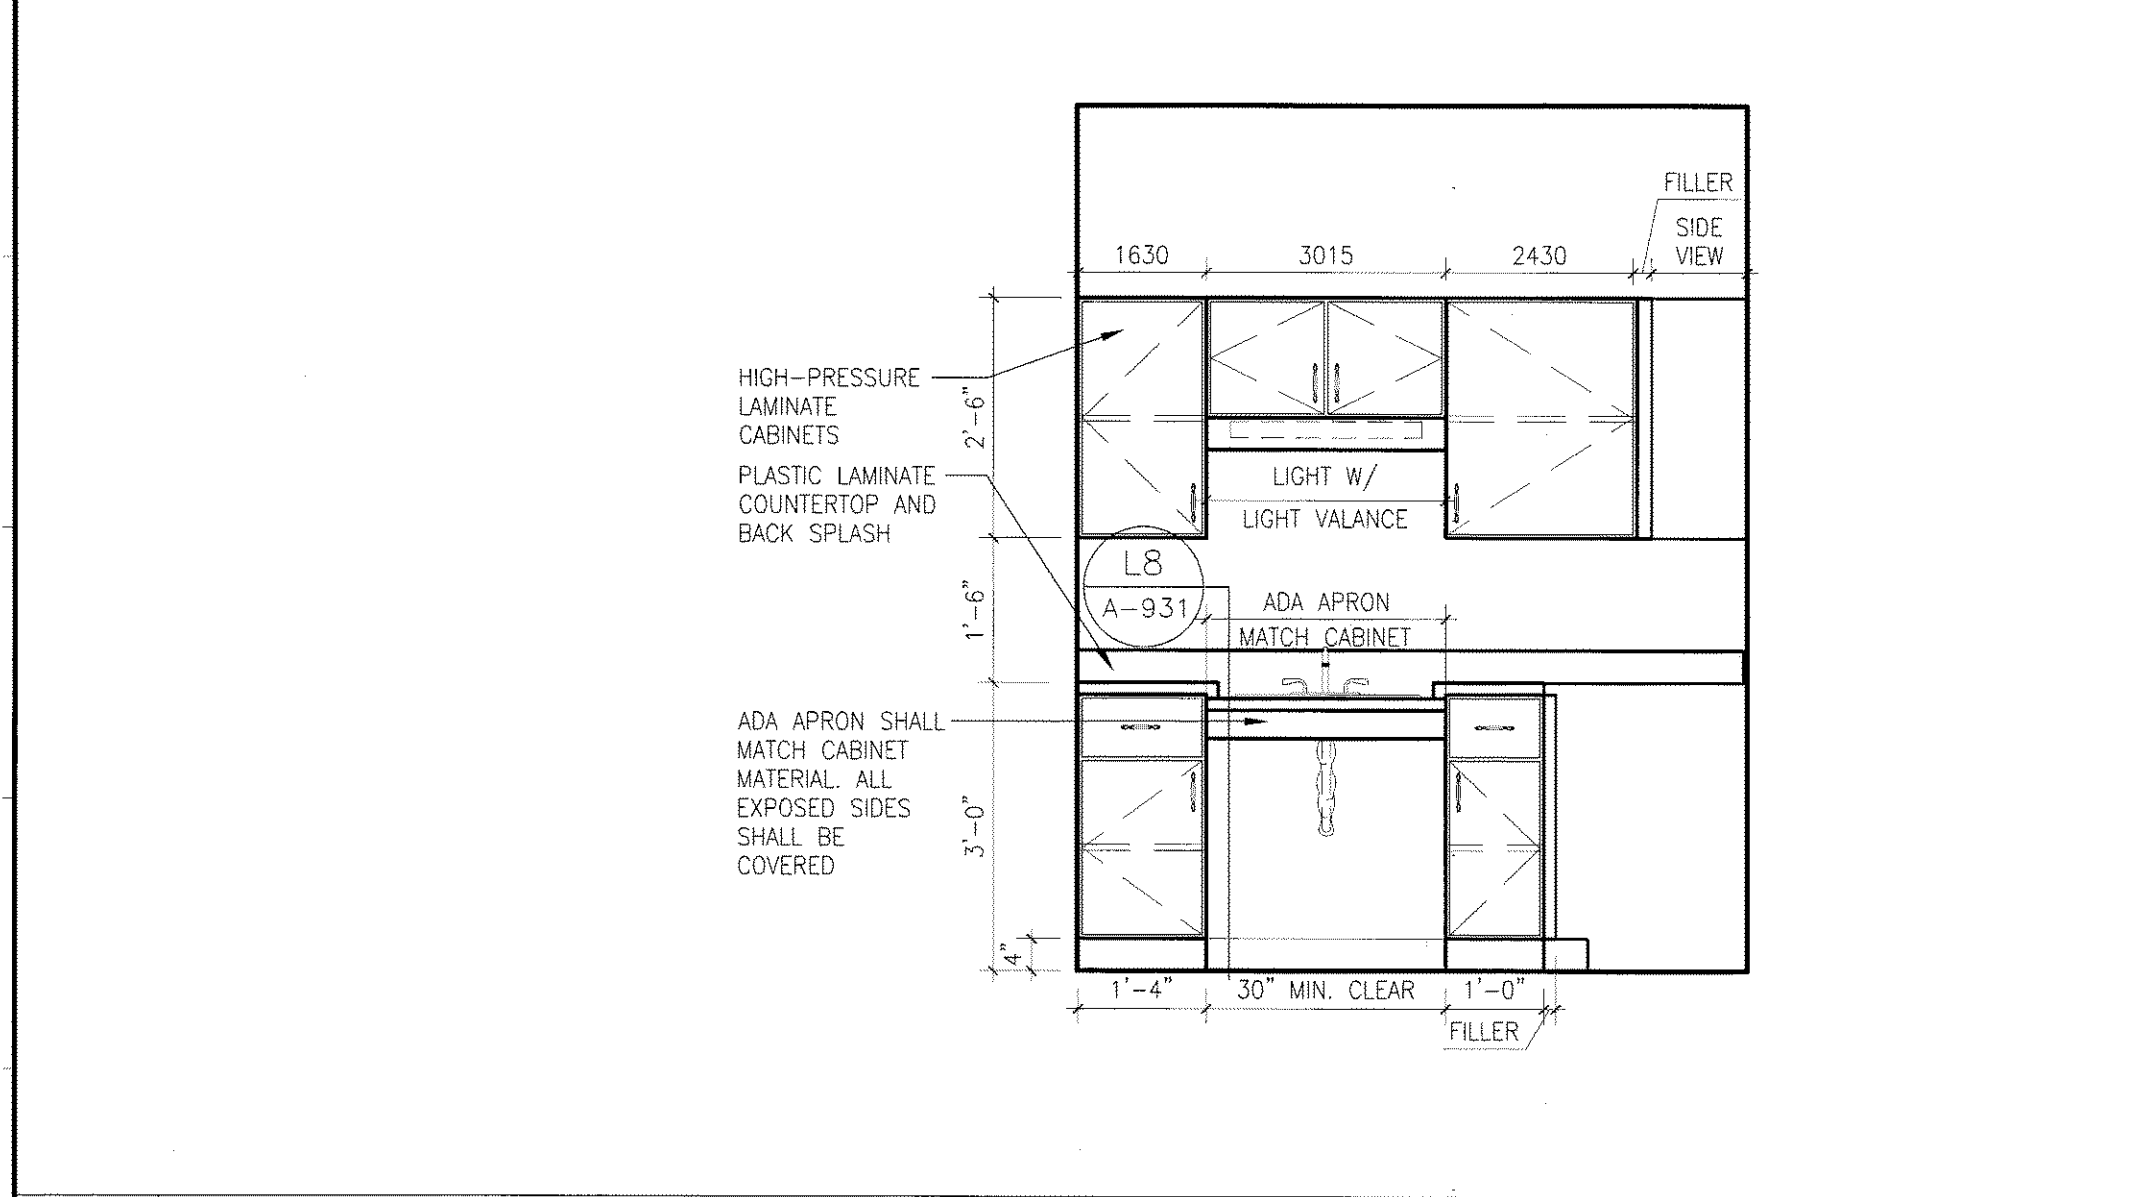 FILLER
SIDE
VIEW
1630
3015
2430
HIGH-PRESSURE
LAMINATE
CABINETS
2'-6"
PLASTIC LAMINATE
COUNTERTOP AND
BACK SPLASH
LIGHT W/
LIGHT VALANCE
L8
A-931
1'-6"
ADA APRON
MATCH CABINET
ADA APRON SHALL
MATCH CABINET
MATERIAL. ALL
EXPOSED SIDES
SHALL BE
COVERED
3'-0"
4"
1'-4"
30" MIN. CLEAR
1'-0"
FILLER